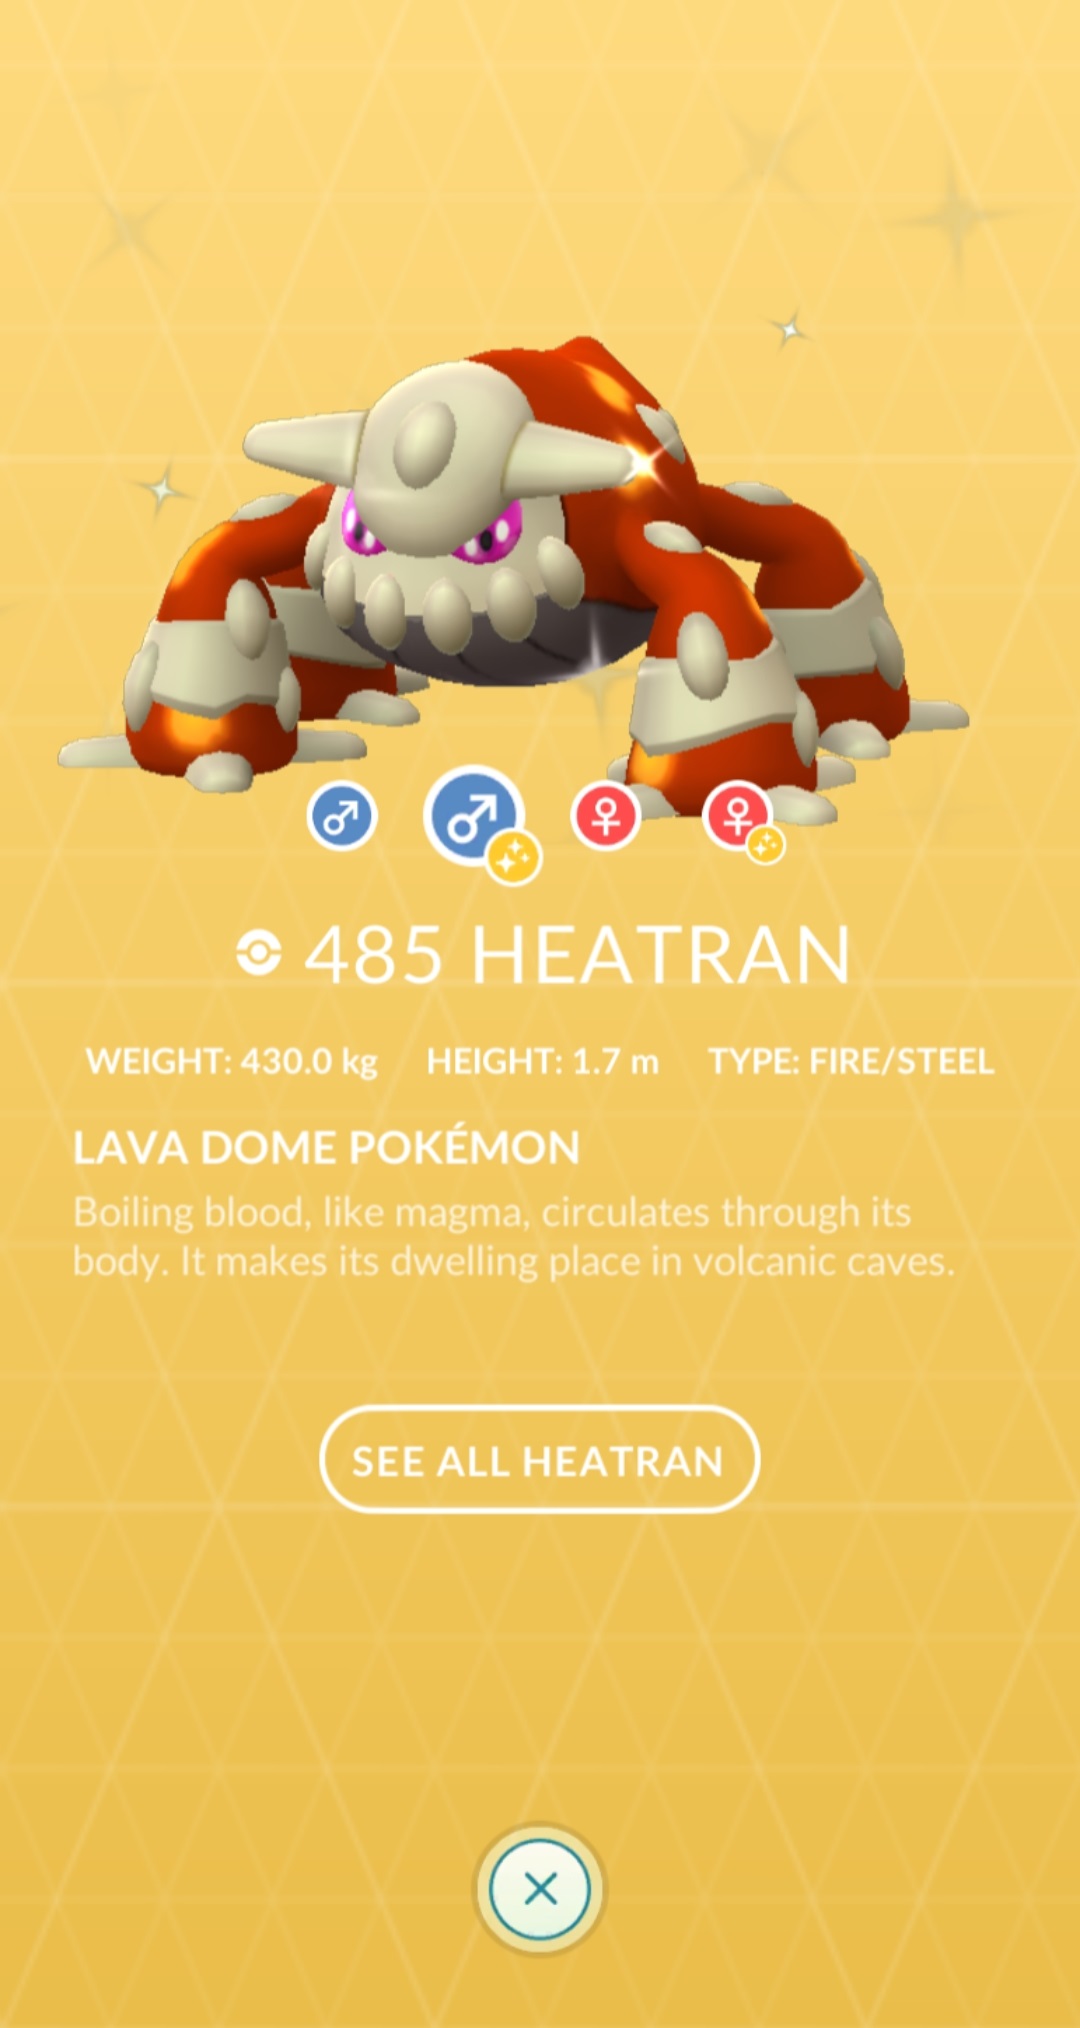 485 HEATRAN
WEIGHT: 430.0 kg HEIGHT: 1.7 m TYPE: FIRE/STEEL
LAVA DOME POKÉMON
Boiling blood, like magma, circulates through its
body. It makes its dwelling place in volcanic caves.
SEE ALL HEATRAN